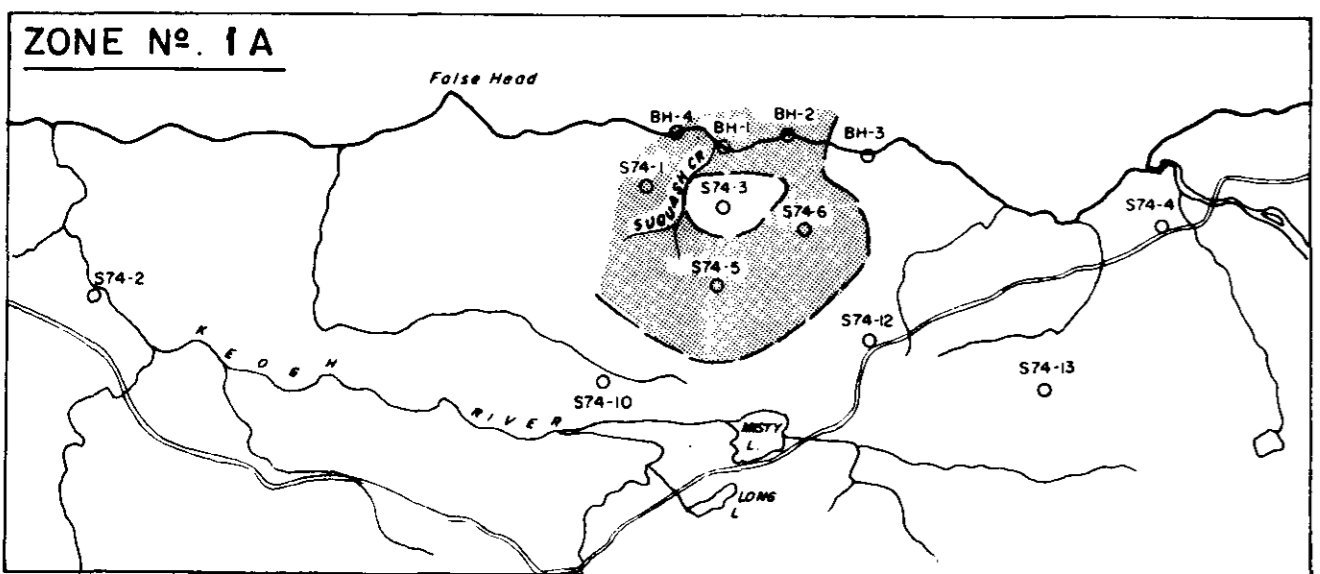 ZONE Nº. 1A
False Head
BH-4
BH-1
BH-2
BH-3
S74-1
SUQUASH CR.
S74-3
S74-6
S74-4
S74-5
S74-2
S74-12
KEOGH RIVER
S74-10
S74-13
MISTY
L.
LONG
L